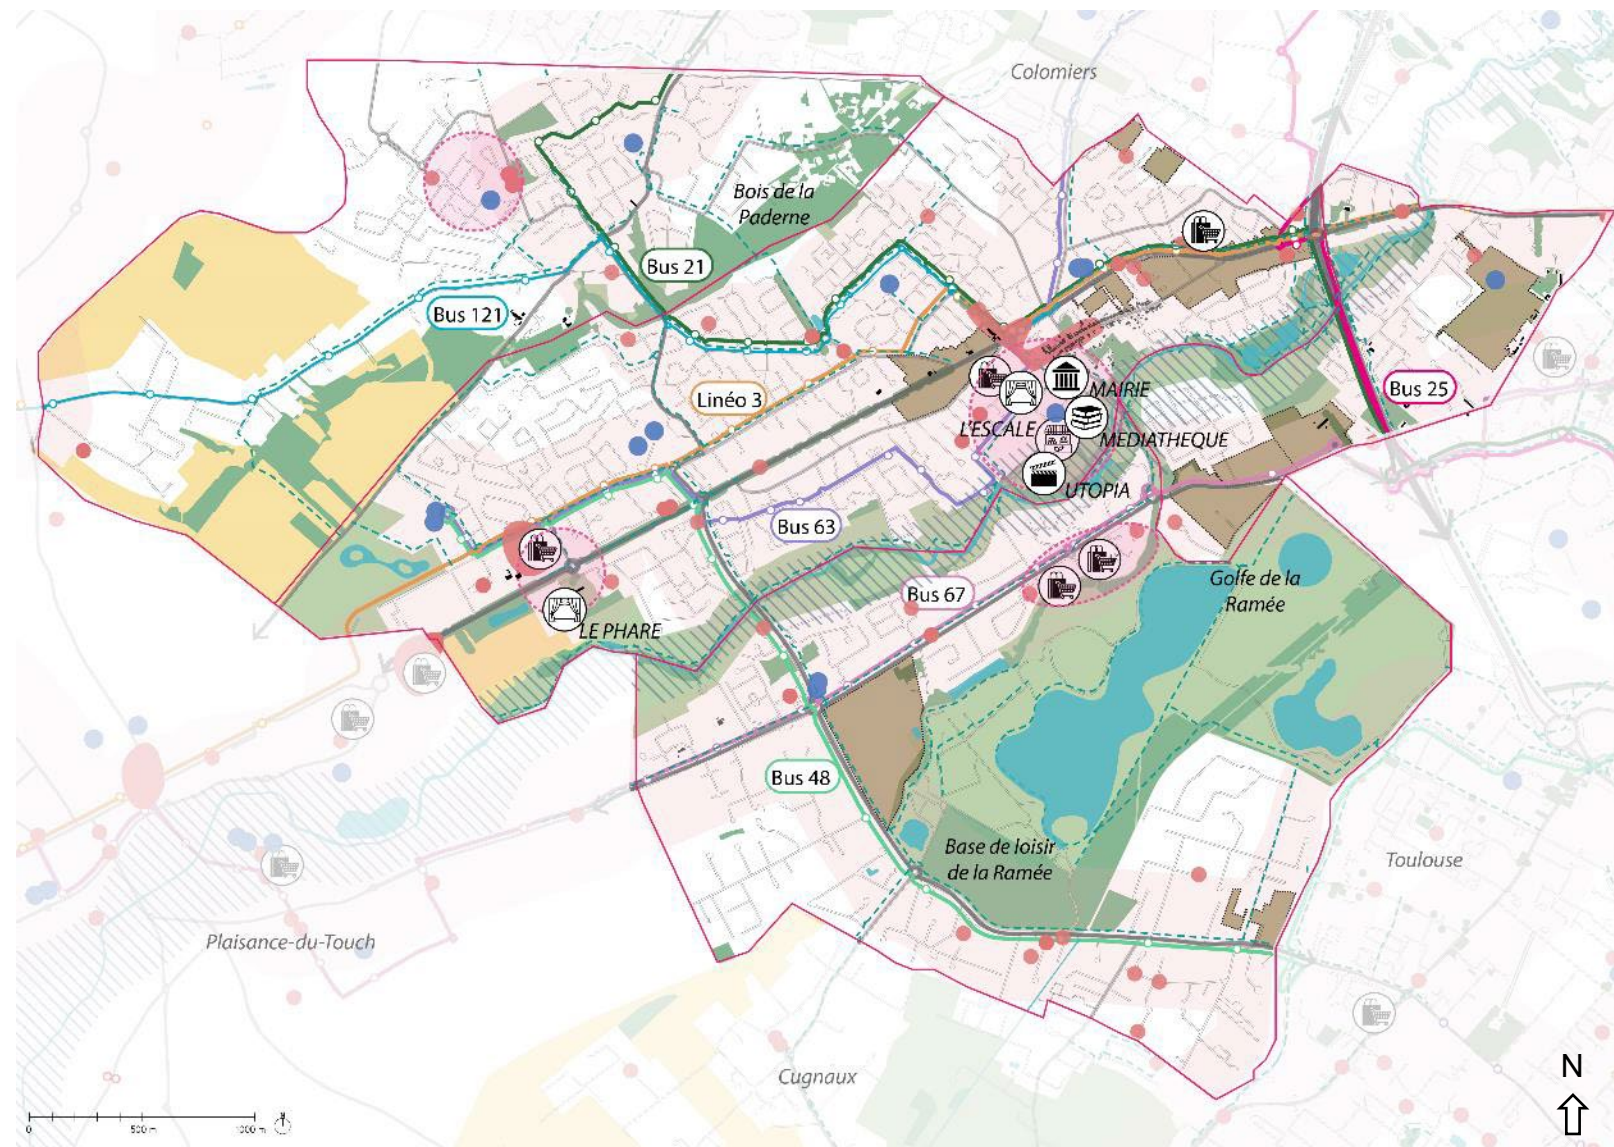 Colomiers
Bois de la
Paderne
Bus 21
Bus 121
Bus 25
Linéo 3
MAIRIE
L'ESCALE
MEDIATHEQUE
UTOPIA
Bus 63
Golfe de la
Ramée
Bus 67
LE PHARE
Bus 48
Base de loisir
de la Ramée
Toulouse
Plaisance-du-Touch
Cugnaux
N
0
500 m
1000 m